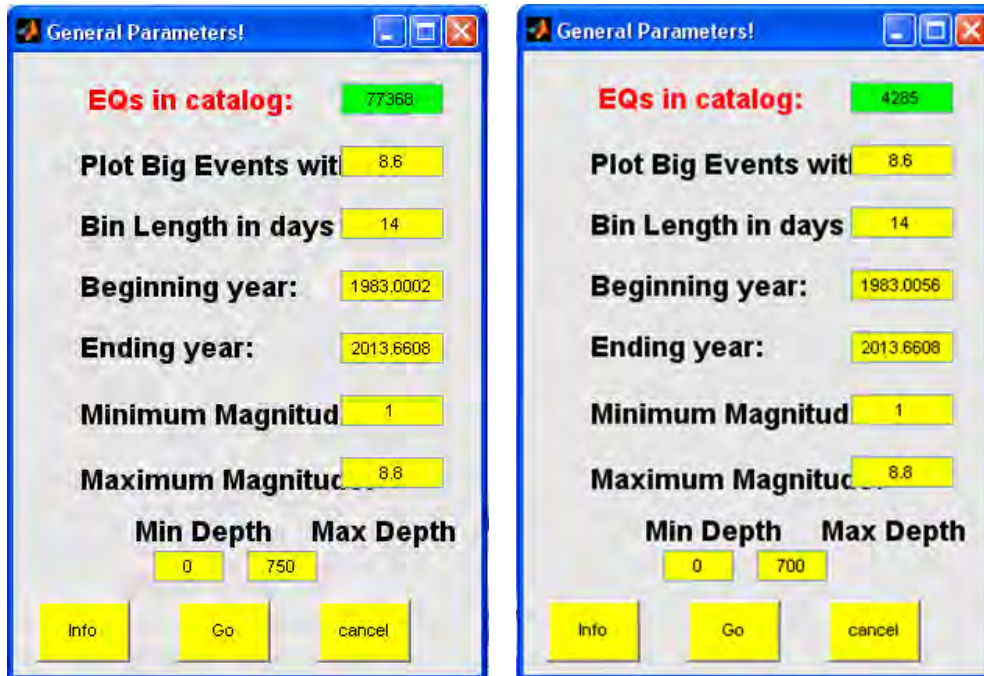 General Parameters!
EQs in catalog: 77368
Plot Big Events wit 8.6
Bin Length in days 14
Beginning year: 1983.0002
Ending year: 2013.6608
Minimum Magnitud 1
Maximum Magnitud 8.8
Min Depth Max Depth
0 750
Info Go cancel
General Parameters!
EQs in catalog: 4285
Plot Big Events wit 8.6
Bin Length in days 14
Beginning year: 1983.0056
Ending year: 2013.6608
Minimum Magnitud 1
Maximum Magnitud 8.8
Min Depth Max Depth
0 700
Info Go cancel